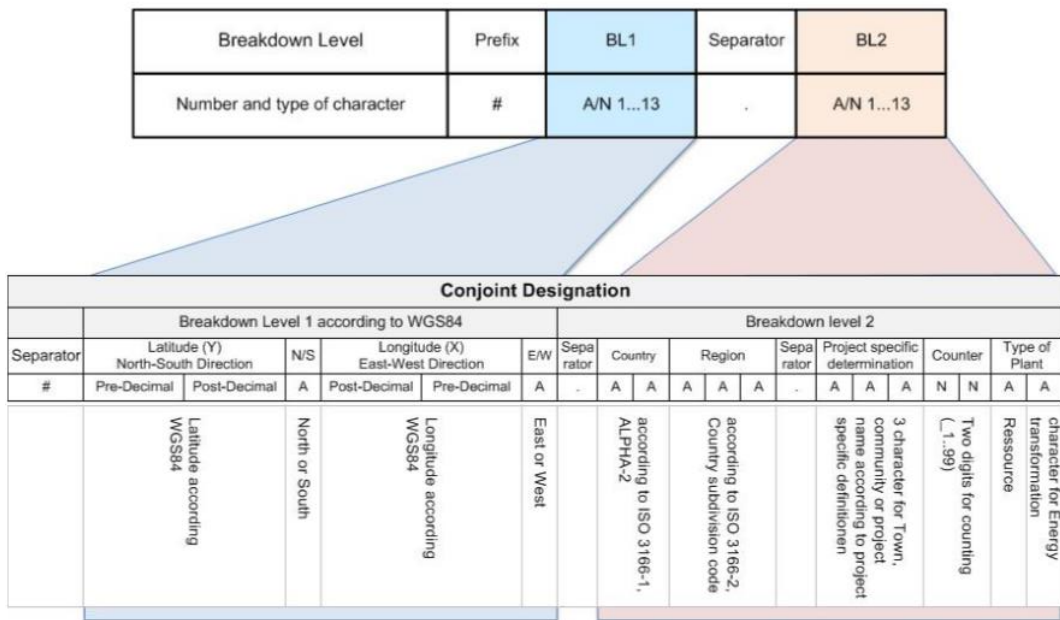 Breakdown Level Prefix BL1 Separator BL2
Number and type of character # A/N 1...13 . A/N 1...13
Conjoint Designation
Breakdown Level 1 according to WGS84 Breakdown level 2
Separator Latitude (Y) North-South Direction N/S Longitude (X) East-West Direction E/W Sepa rator Country Region Sepa rator Project specific determination Counter Type of Plant
# Pre-Decimal Post-Decimal A Post-Decimal Pre-Decimal A . A A A A A . A A A N N A A
Latitude according
WGS84
North or South
Longitude according
WGS84
East or West
according to ISO 3166-1,
ALPHA-2
according to ISO 3166-2,
Country subdivision code
3 character for Town,
community or project
name according to project
specific definitionen
Two digits for counting
(_1..99)
Ressource
character for Energy
transformation